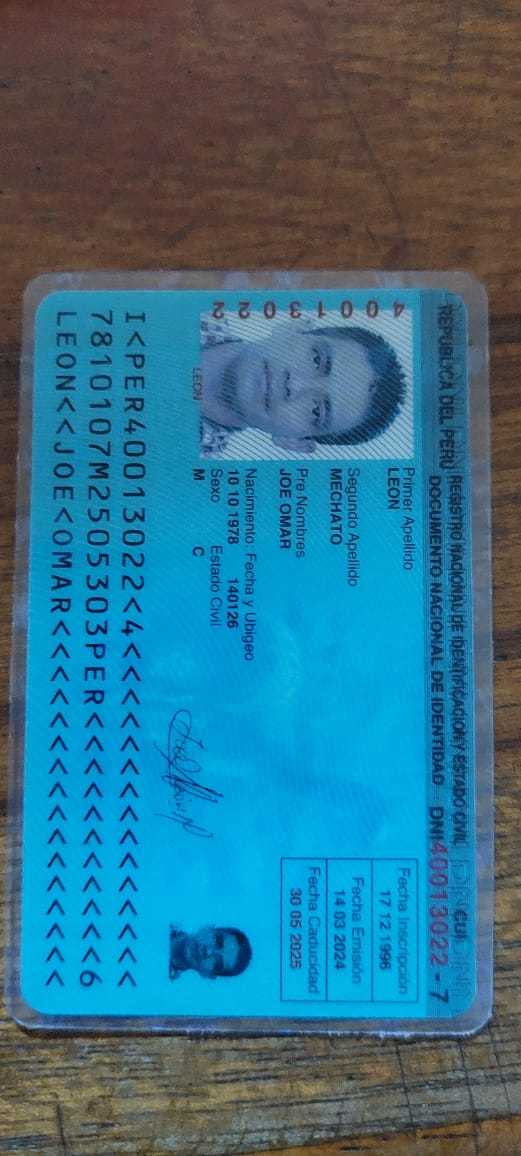 REPUBLICA DEL PERU REGISTRO NACIONAL DE IDENTIFICACION Y ESTADO CIVIL CUI
DOCUMENTO NACIONAL DE IDENTIDAD DNI 40013022 - 7
Primer Apellido
LEON
Segundo Apellido
MECHATO
Pre Nombres
JOE OMAR
Nacimiento: Fecha y Ubigeo
10 10 1978 140126
Sexo Estado Civil
M C
Fecha Inscripción
17 12 1996
Fecha Emisión
14 03 2024
Fecha Caducidad
30 05 2025
40013022
LEON
I<PER40013022<4<<<<<<<<<<<<<<<
7810107M2505303PER<<<<<<<<<<<6
LEON<<JOE<OMAR<<<<<<<<<<<<<<<<